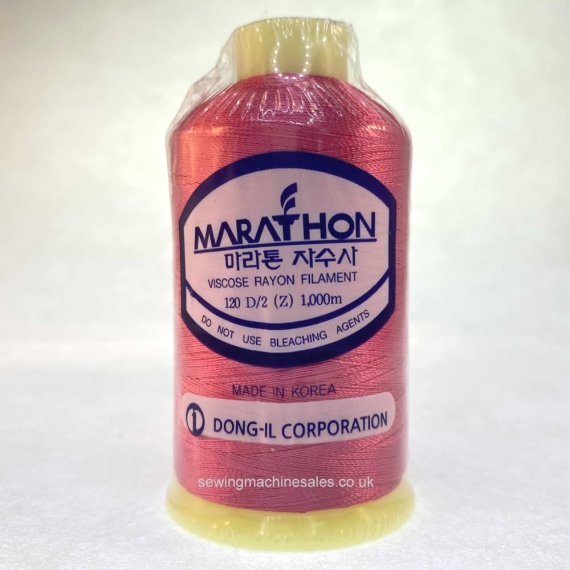 MARATHON
마라톤 자수사
VISCOSE RAYON FILAMENT
120 D/2 (Z) 1,000m
DO NOT USE BLEACHING AGENTS
MADE IN KOREA
DONG-IL CORPORATION
sewingmachinesales.co.uk